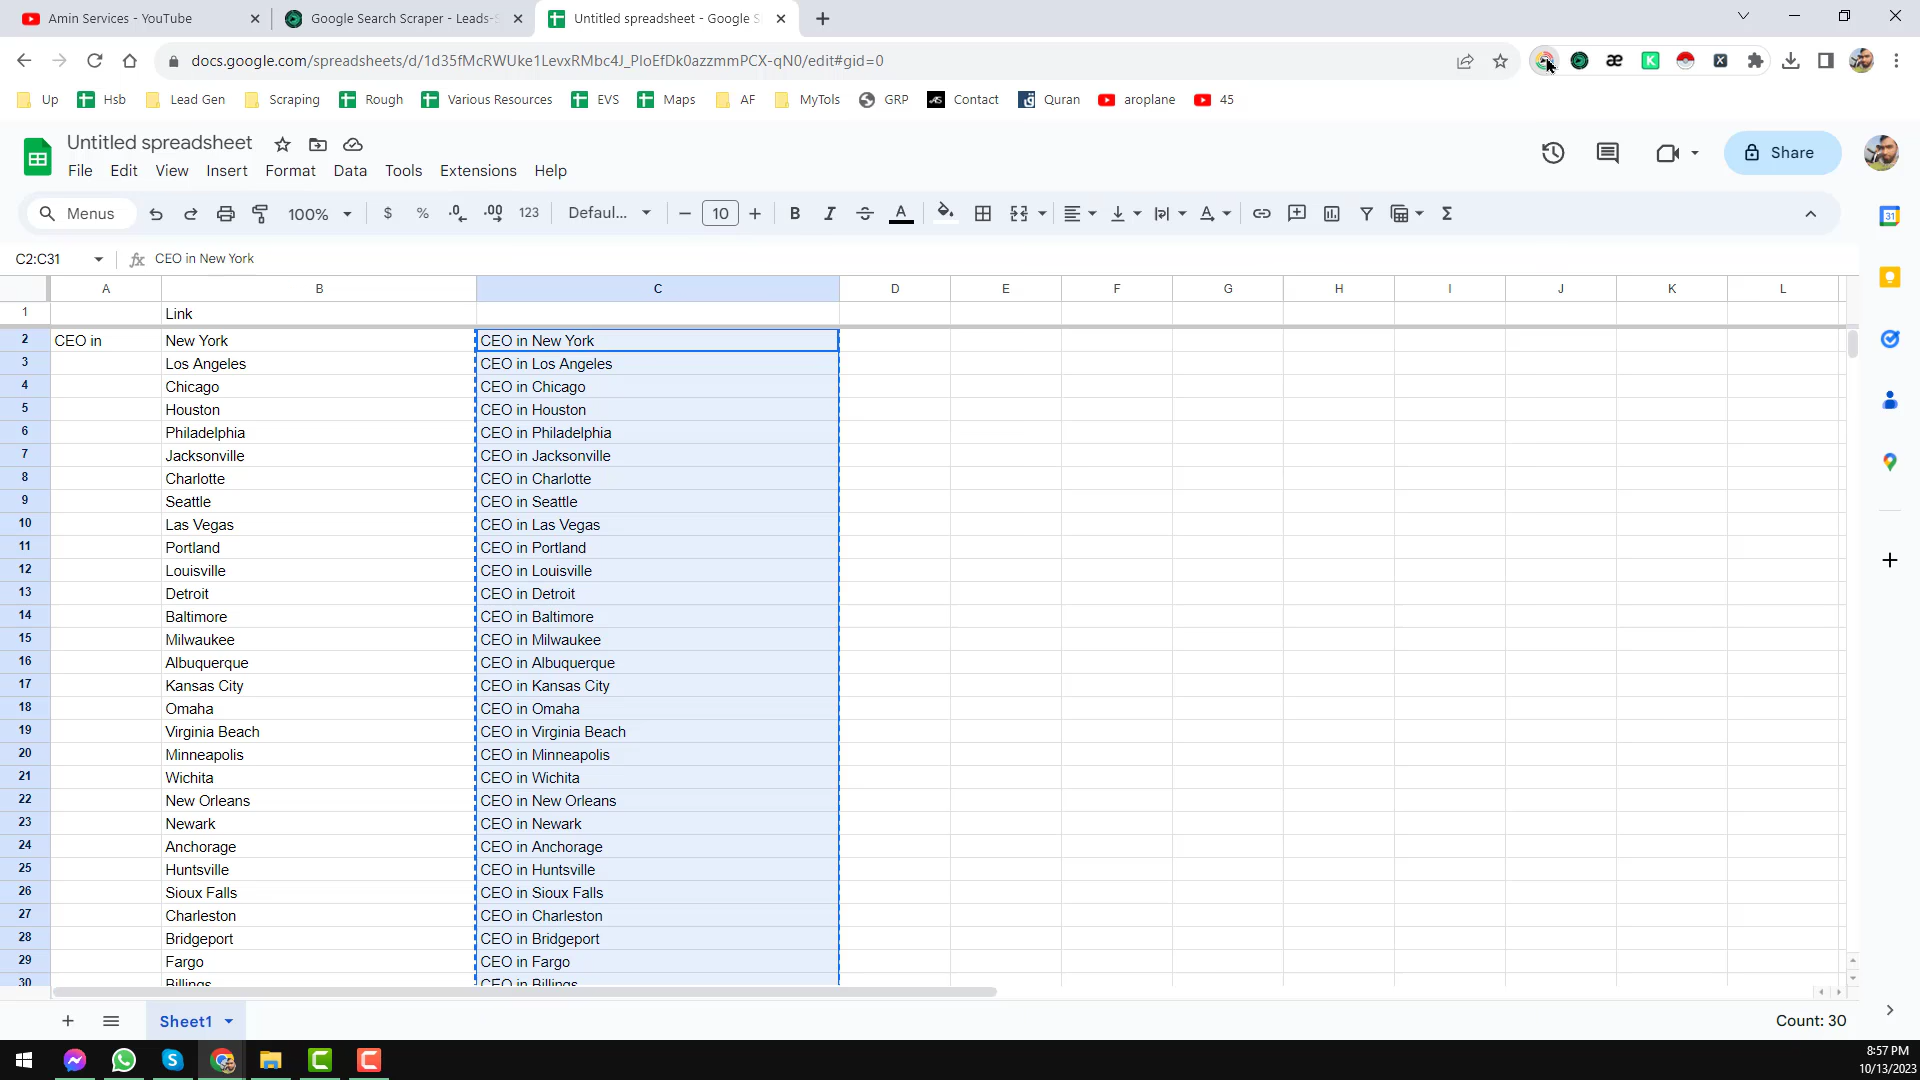 Amin Services - YouTube
Google Search Scraper - Leads-S
Untitled spreadsheet - Google S
docs.google.com/spreadsheets/d/1d35fMcRWUke1LevxRMbc4J_PIoEfDk0azzmmPCX-qN0/edit#gid=0
Up Hsb Lead Gen Scraping Rough Various Resources EVS Maps AF MyTols GRP Contact Quran aroplane 45
Untitled spreadsheet
File Edit View Insert Format Data Tools Extensions Help
Share
Menus 100% $ % .0 .00 123 Defaul... 10 B I A
C2:C31 fx CEO in New York
A B C D E F G H I J K L
1 Link
2 CEO in New York CEO in New York
3 Los Angeles CEO in Los Angeles
4 Chicago CEO in Chicago
5 Houston CEO in Houston
6 Philadelphia CEO in Philadelphia
7 Jacksonville CEO in Jacksonville
8 Charlotte CEO in Charlotte
9 Seattle CEO in Seattle
10 Las Vegas CEO in Las Vegas
11 Portland CEO in Portland
12 Louisville CEO in Louisville
13 Detroit CEO in Detroit
14 Baltimore CEO in Baltimore
15 Milwaukee CEO in Milwaukee
16 Albuquerque CEO in Albuquerque
17 Kansas City CEO in Kansas City
18 Omaha CEO in Omaha
19 Virginia Beach CEO in Virginia Beach
20 Minneapolis CEO in Minneapolis
21 Wichita CEO in Wichita
22 New Orleans CEO in New Orleans
23 Newark CEO in Newark
24 Anchorage CEO in Anchorage
25 Huntsville CEO in Huntsville
26 Sioux Falls CEO in Sioux Falls
27 Charleston CEO in Charleston
28 Bridgeport CEO in Bridgeport
29 Fargo CEO in Fargo
30 Billings CEO in Billings
Sheet1
Count: 30
8:57 PM
10/13/2023